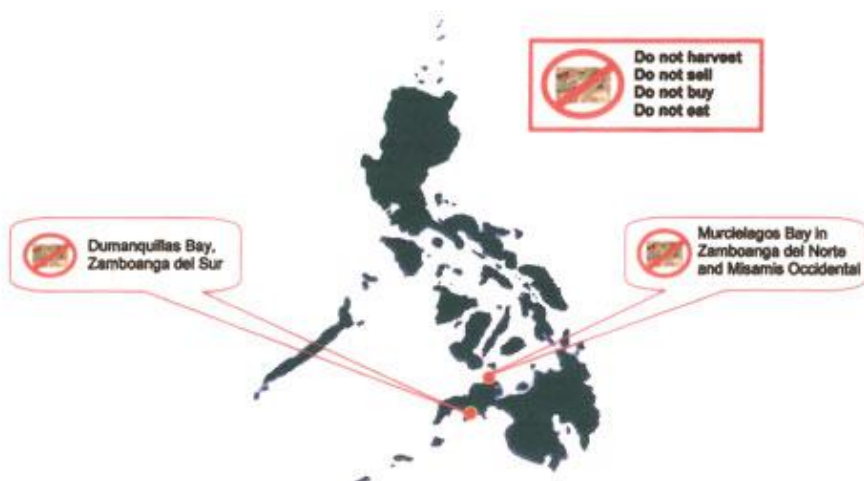 Do not harvest
Do not sell
Do not buy
Do not eat
Dumanquillas Bay,
Zamboanga del Sur
Murcielagos Bay in
Zamboanga del Norte
and Misamis Occidental